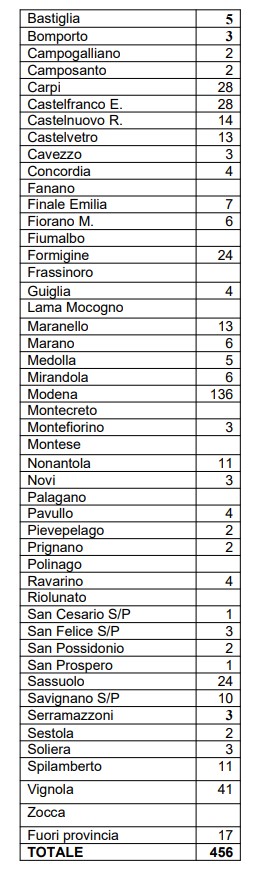 Bastiglia 5
Bomporto 3
Campogalliano 2
Camposanto 2
Carpi 28
Castelfranco E. 28
Castelnuovo R. 14
Castelvetro 13
Cavezzo 3
Concordia 4
Fanano
Finale Emilia 7
Fiorano M. 6
Fiumalbo
Formigine 24
Frassinoro
Guiglia 4
Lama Mocogno
Maranello 13
Marano 6
Medolla 5
Mirandola 6
Modena 136
Montecreto
Montefiorino 3
Montese
Nonantola 11
Novi 3
Palagano
Pavullo 4
Pievepelago 2
Prignano 2
Polinago
Ravarino 4
Riolunato
San Cesario S/P 1
San Felice S/P 3
San Possidonio 2
San Prospero 1
Sassuolo 24
Savignano S/P 10
Serramazzoni 3
Sestola 2
Soliera 3
Spilamberto 11
Vignola 41
Zocca
Fuori provincia 17
TOTALE 456